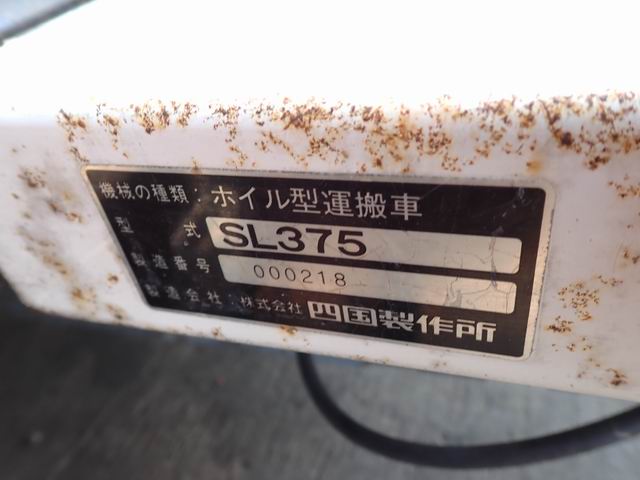 機械の種類：ホイル型運搬車
型　　式 SL375
製造番号 000218
製造会社：株式会社 四国製作所